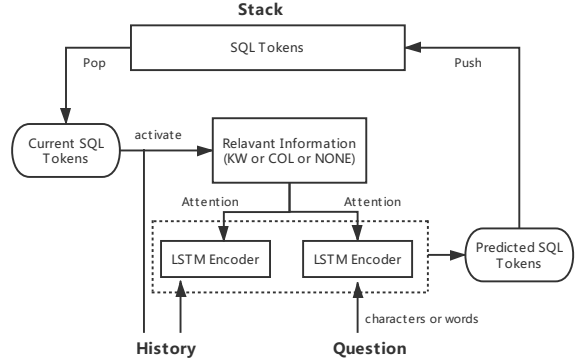 Stack
SQL Tokens
Pop
Push
Current SQL
Tokens
activate
Relavant Information
(KW or COL or NONE)
Attention
Attention
LSTM Encoder
LSTM Encoder
Predicted SQL
Tokens
characters or words
History
Question